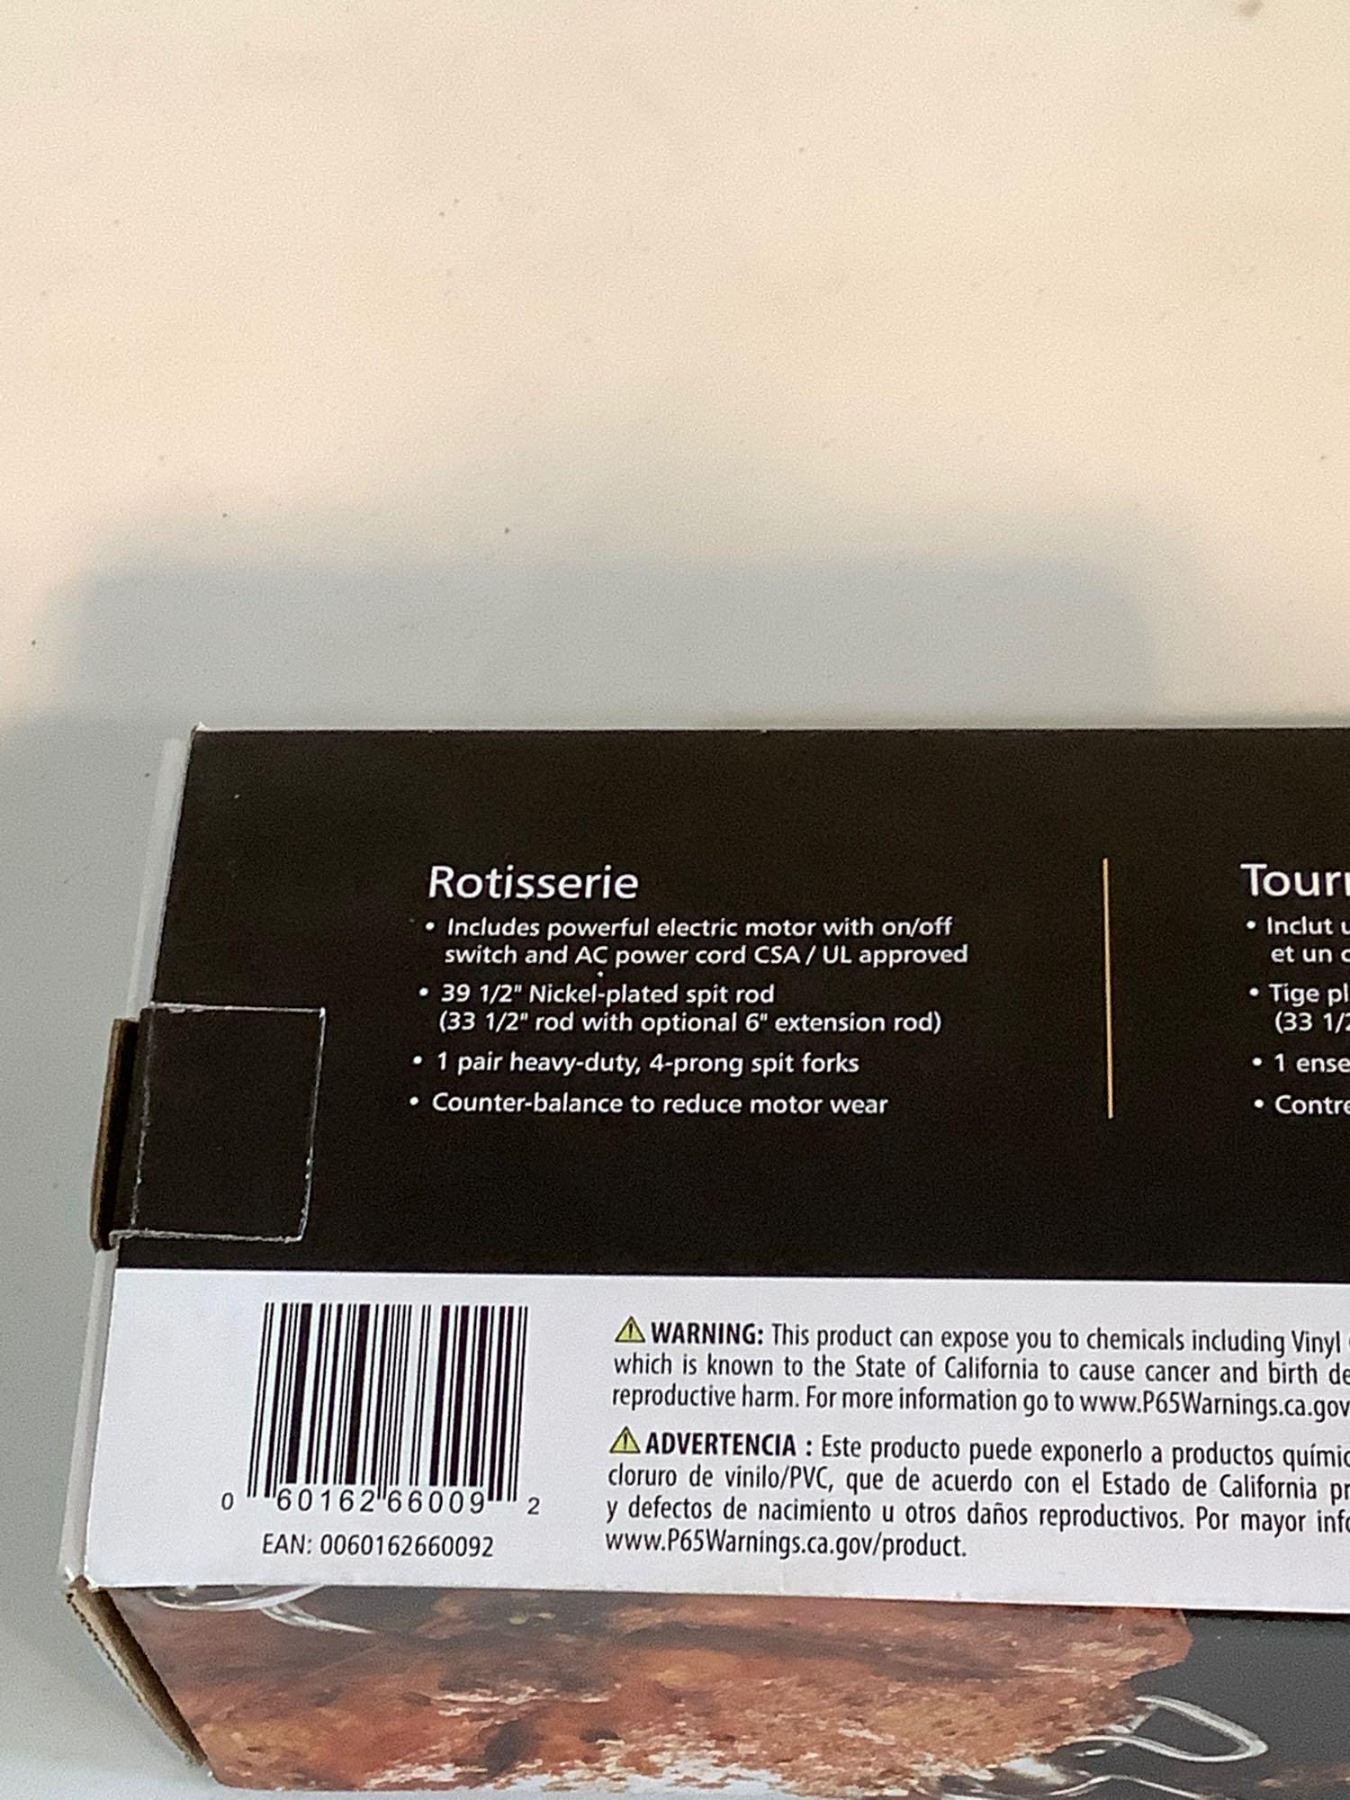 Rotisserie
• Includes powerful electric motor with on/off
switch and AC power cord CSA / UL approved
• 39 1/2" Nickel-plated spit rod
(33 1/2" rod with optional 6" extension rod)
• 1 pair heavy-duty, 4-prong spit forks
• Counter-balance to reduce motor wear
• Inclut
et un
• Tige
(33
• 1
⚠ WARNING: This product can expose you to chemicals including Vinyl
which is known to the State of California to cause cancer and birth
reproductive harm. For more information go to www.P65Warnings.ca.gov
⚠ ADVERTENCIA : Este producto puede exponerlo a productos
cloruro de vinilo/PVC, que de acuerdo con el Estado de California
y defectos de nacimiento u otros daños reproductivos. Por mayor
www.P65Warnings.ca.gov/product.
0 60162 66009 2
EAN: 0060162660092